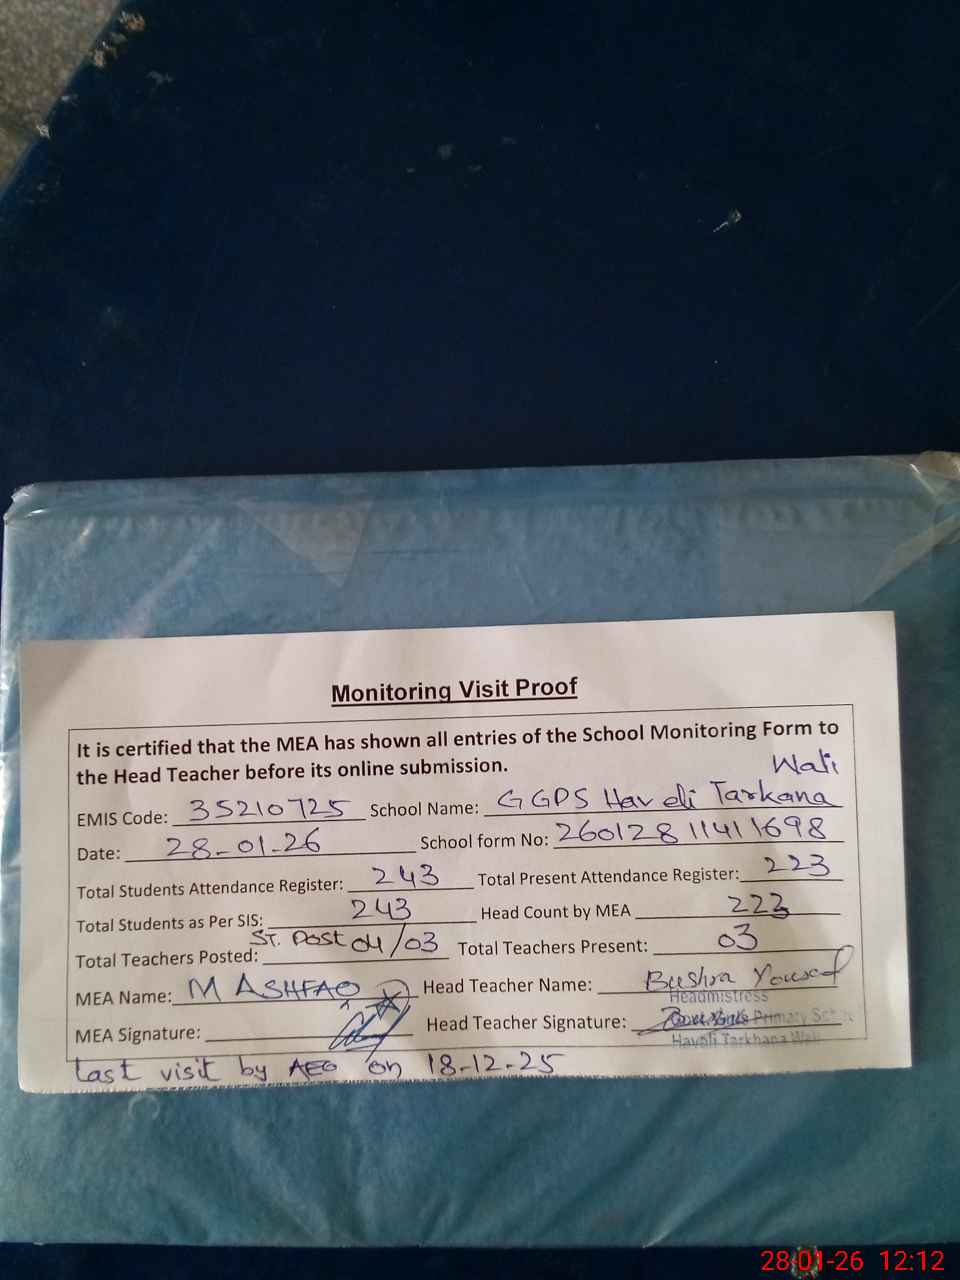 Monitoring Visit Proof
It is certified that the MEA has shown all entries of the School Monitoring Form to
the Head Teacher before its online submission.
EMIS Code: 35210725 School Name: GGPS Haveli Tarkana Wali
Date: 28-01-26 School form No: 260128 11411698
Total Students Attendance Register: 243 Total Present Attendance Register: 223
Total Students as Per SIS: 243 Head Count by MEA 223
Total Teachers Posted: ST. Post 04/03 Total Teachers Present: 03
MEA Name: M ASHFAQ Head Teacher Name: Bushra Yousaf
Headmistress
MEA Signature: Head Teacher Signature:
Primary
Haveli Tarkhana Wali
Last visit by AEO on 18-12-25
28-01-26 12:12